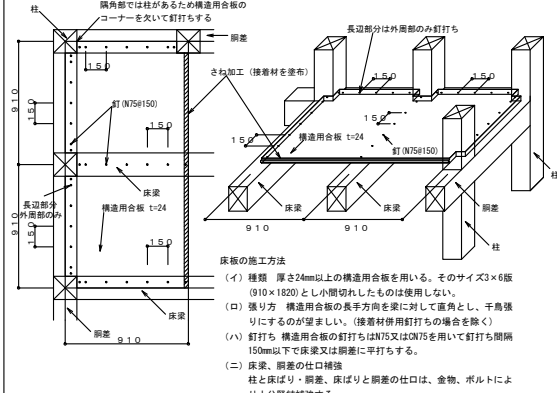 柱
隅角部では柱があるため構造用合板の
コーナーを欠いて釘打ちする
胴差
150
さね加工(接着材を塗布)
910
150
釘(N75@150)
150
床梁
長辺部分
外周部のみ
構造用合板 t=24
910
150
150
床梁
胴差
910
長辺部分は外周部のみ釘打ち
150
150
150
構造用合板 t=24
釘(N75@150)
床梁
床梁
胴差
柱
柱
910
910
床板の施工方法
(イ) 種類 厚さ24mm以上の構造用合板を用いる。そのサイズ3×6版
(910×1820)とし小間切れしたものは使用しない。
(ロ) 張り方 構造用合板の長手方向を梁に対して直角とし、千鳥張
りにするのが望ましい。(接着材併用釘打ちの場合を除く)
(ハ) 釘打ち 構造用合板の釘打ちはN75又はCN75を用いて釘打ち間隔
150mm以下で床梁又は胴差に平打ちする。
(ニ) 床梁、胴差の仕口補強
柱と床ばり・胴差、床ばりと胴差の仕口は、金物、ボルトによ